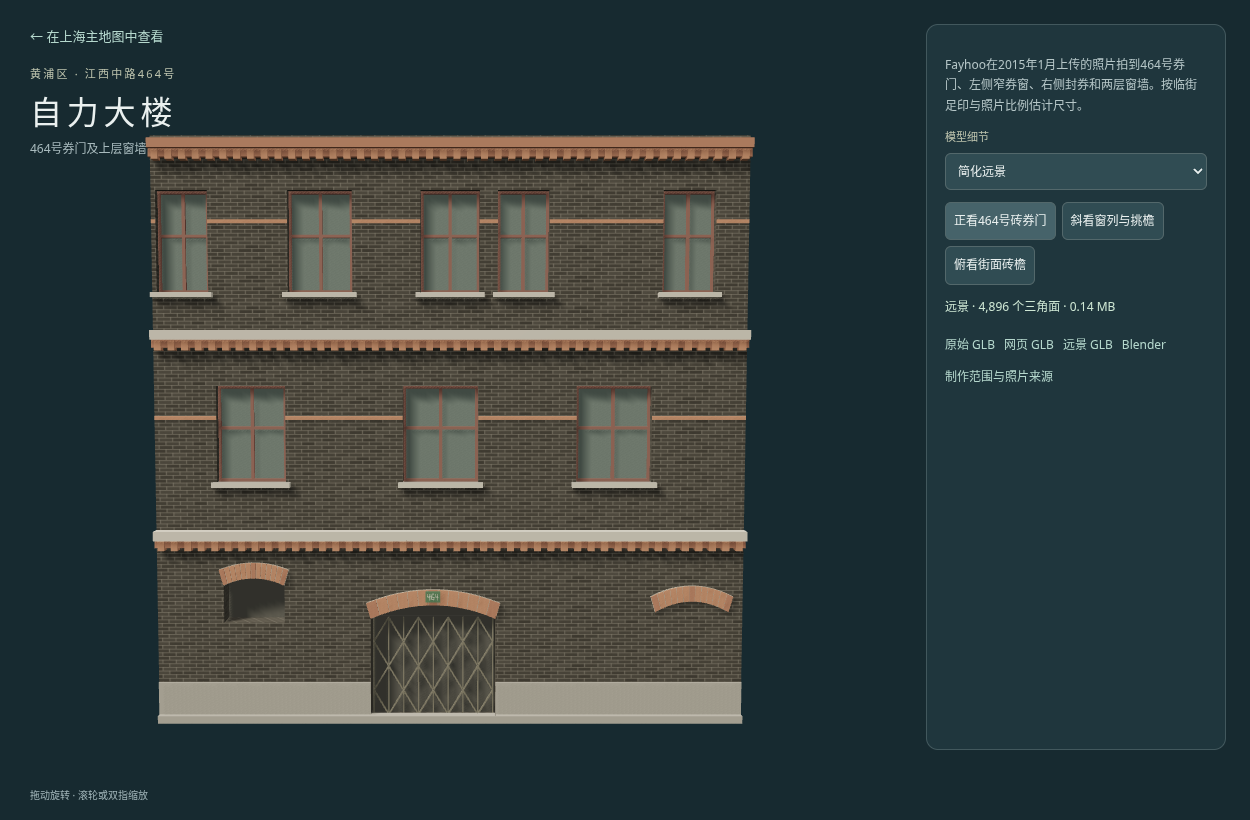 ← 在上海主地图中查看
黄浦区 · 江西中路464号
自力大楼
464号券门及上层窗墙
464
拖动旋转 · 滚轮或双指缩放
Fayhoo在2015年1月上传的照片拍到464号券
门、左侧窄券窗、右侧封券和两层窗墙。按临街
足印与照片比例估计尺寸。
模型细节
简化远景
正看464号砖券门
斜看窗列与挑檐
俯看街面砖檐
远景 · 4,896 个三角面 · 0.14 MB
原始 GLB 网页 GLB 远景 GLB Blender
制作范围与照片来源